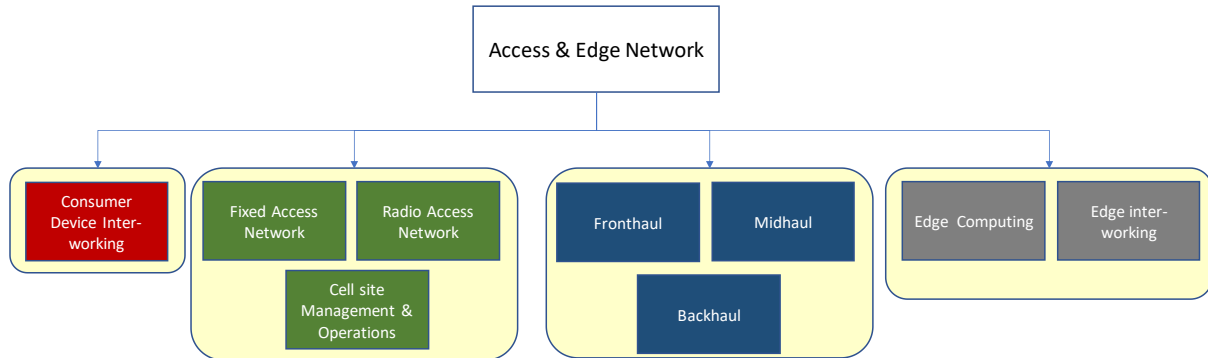 Access & Edge Network
Consumer
Device Inter-
working
Fixed Access
Network
Radio Access
Network
Cell site
Management &
Operations
Fronthaul
Midhaul
Backhaul
Edge Computing
Edge inter-
working